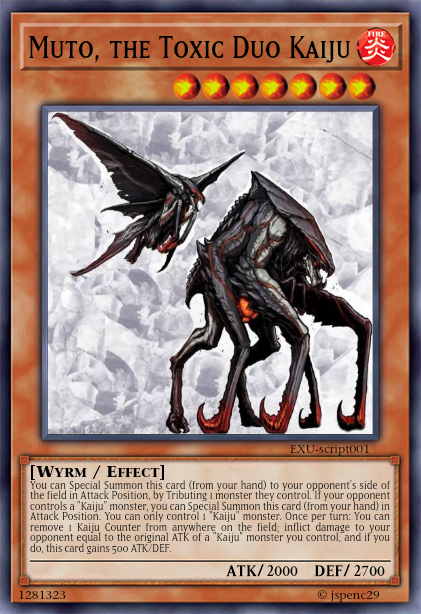 Muto, the Toxic Duo Kaiju
FIRE
炎
EXU-script001
[Wyrm / Effect]
You can Special Summon this card (from your hand) to your opponent's side of
the field in Attack Position, by Tributing 1 monster they control. If your opponent
controls a "Kaiju" monster, you can Special Summon this card (from your hand) in
Attack Position. You can only control 1 "Kaiju" monster. Once per turn: You can
remove 1 Kaiju Counter from anywhere on the field; inflict damage to your
opponent equal to the original ATK of a "Kaiju" monster you control, and if you
do, this card gains 500 ATK/DEF.
ATK/ 2000 DEF/ 2700
1281323 © jspenc29